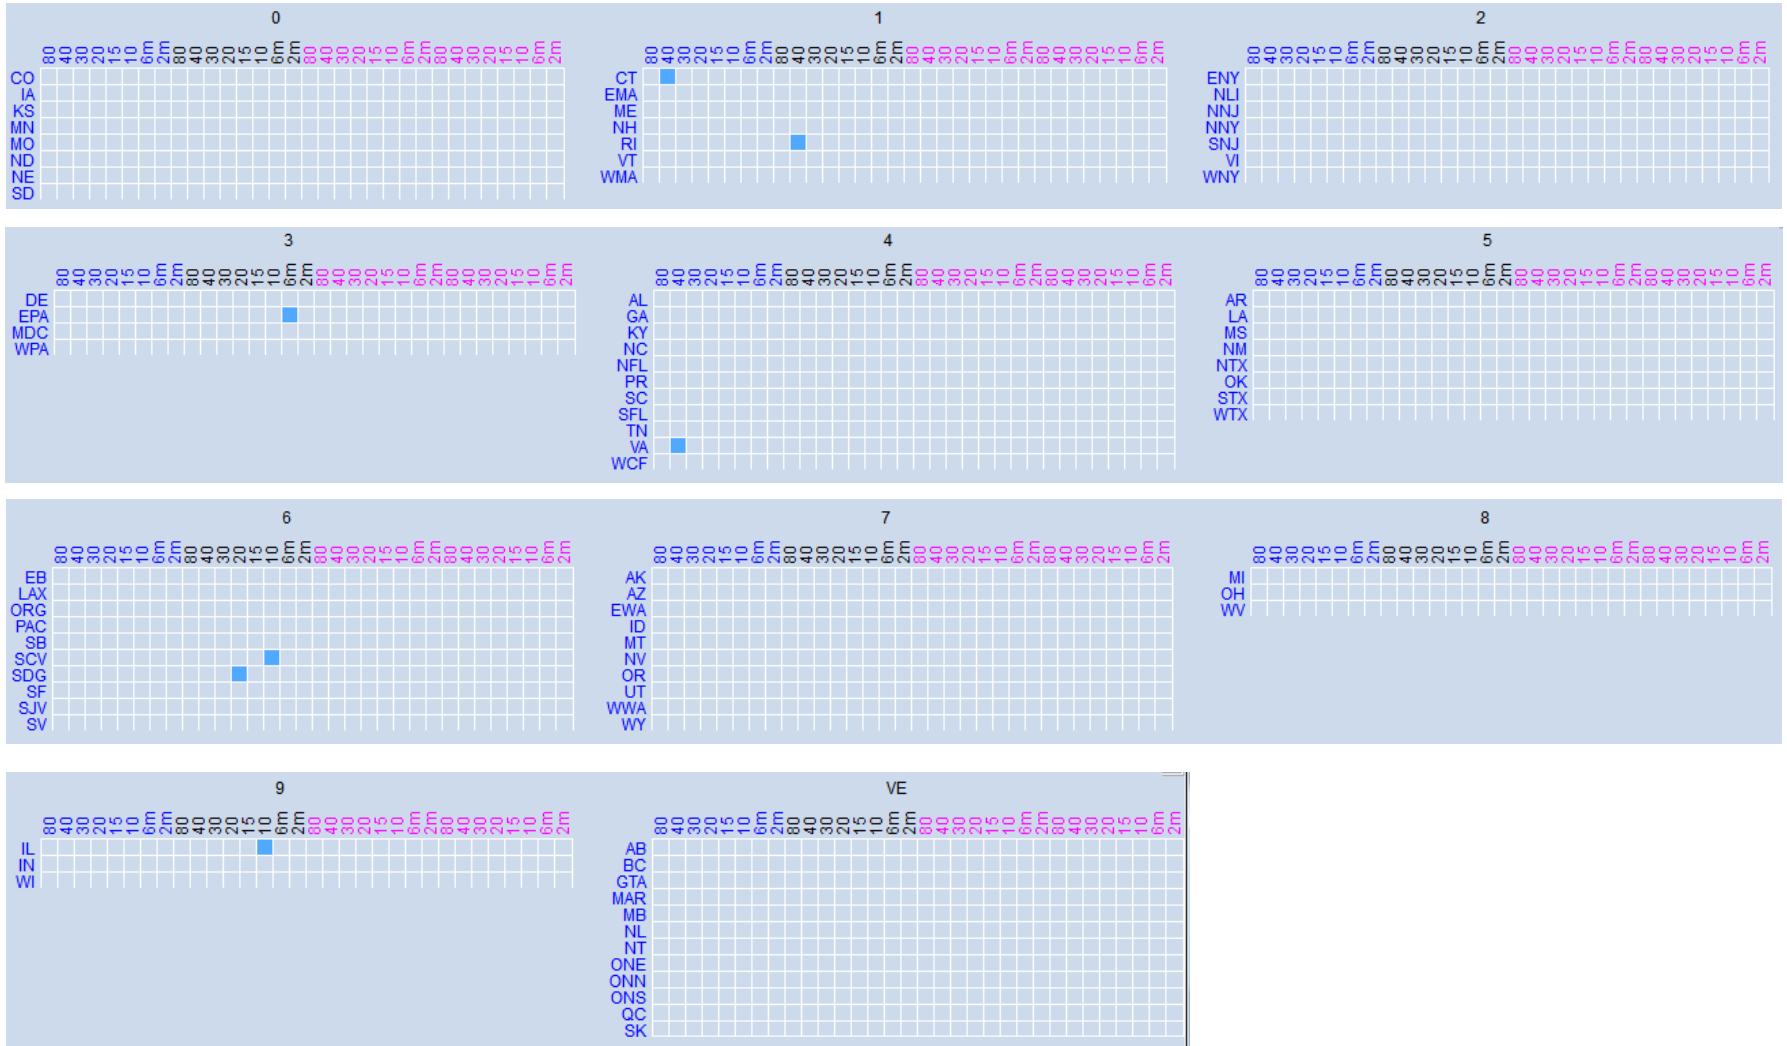 0
80 40 30 20 15 10 6m 2m 80 40 30 20 15 10 6m 2m 80 40 30 20 15 10 6m 2m 80 40 30 20 15 10 6m 2m
CO
IA
KS
MN
MO
ND
NE
SD
1
80 40 30 20 15 10 6m 2m 80 40 30 20 15 10 6m 2m 80 40 30 20 15 10 6m 2m 80 40 30 20 15 10 6m 2m
CT
EMA
ME
NH
RI
VT
WMA
2
80 40 30 20 15 10 6m 2m 80 40 30 20 15 10 6m 2m 80 40 30 20 15 10 6m 2m 80 40 30 20 15 10 6m 2m
ENY
NLI
NNJ
NNY
SNJ
VI
WNY
3
80 40 30 20 15 10 6m 2m 80 40 30 20 15 10 6m 2m 80 40 30 20 15 10 6m 2m 80 40 30 20 15 10 6m 2m
DE
EPA
MDC
WPA
4
80 40 30 20 15 10 6m 2m 80 40 30 20 15 10 6m 2m 80 40 30 20 15 10 6m 2m 80 40 30 20 15 10 6m 2m
AL
GA
KY
NC
NFL
PR
SC
SFL
TN
VA
WCF
5
80 40 30 20 15 10 6m 2m 80 40 30 20 15 10 6m 2m 80 40 30 20 15 10 6m 2m 80 40 30 20 15 10 6m 2m
AR
LA
MS
NM
NTX
OK
STX
WTX
6
80 40 30 20 15 10 6m 2m 80 40 30 20 15 10 6m 2m 80 40 30 20 15 10 6m 2m 80 40 30 20 15 10 6m 2m
EB
LAX
ORG
PAC
SB
SCV
SDG
SF
SJV
SV
7
80 40 30 20 15 10 6m 2m 80 40 30 20 15 10 6m 2m 80 40 30 20 15 10 6m 2m 80 40 30 20 15 10 6m 2m
AK
AZ
EWA
ID
MT
NV
OR
UT
WWA
WY
8
80 40 30 20 15 10 6m 2m 80 40 30 20 15 10 6m 2m 80 40 30 20 15 10 6m 2m 80 40 30 20 15 10 6m 2m
MI
OH
WV
9
80 40 30 20 15 10 6m 2m 80 40 30 20 15 10 6m 2m 80 40 30 20 15 10 6m 2m 80 40 30 20 15 10 6m 2m
IL
IN
WI
VE
80 40 30 20 15 10 6m 2m 80 40 30 20 15 10 6m 2m 80 40 30 20 15 10 6m 2m 80 40 30 20 15 10 6m 2m
AB
BC
GTA
MAR
MB
NL
NT
ONE
ONN
ONS
QC
SK